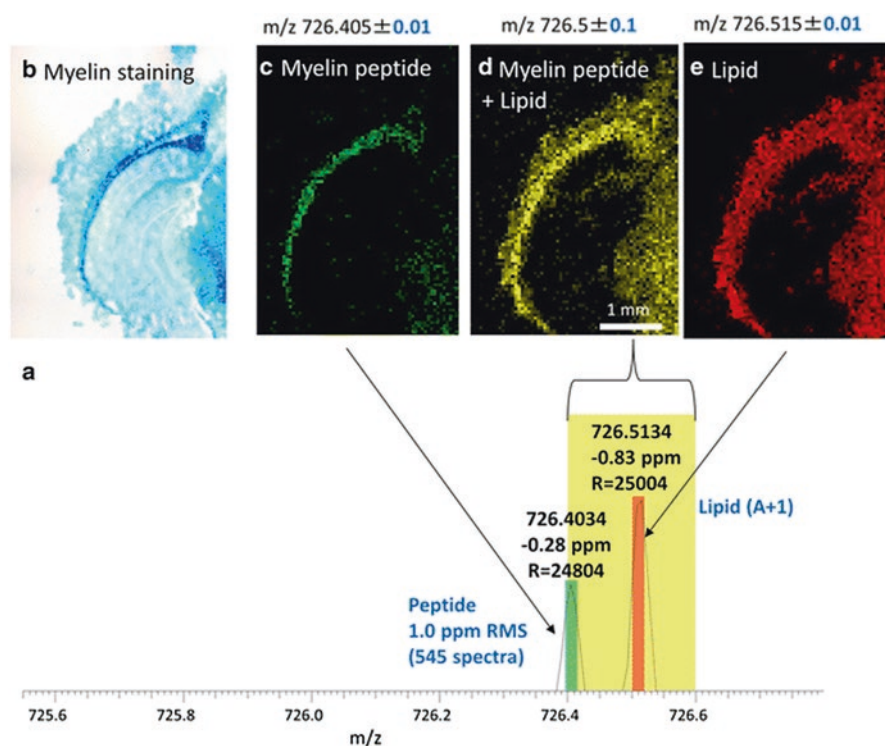 m/z 726.405±0.01
m/z 726.5±0.1
m/z 726.515±0.01
b Myelin staining
c Myelin peptide
d Myelin peptide
+ Lipid
e Lipid
1 mm
a
726.5134
-0.83 ppm
R=25004
Lipid (A+1)
726.4034
-0.28 ppm
R=24804
Peptide
1.0 ppm RMS
(545 spectra)
725.6 725.8 726.0 726.2 726.4 726.6
m/z